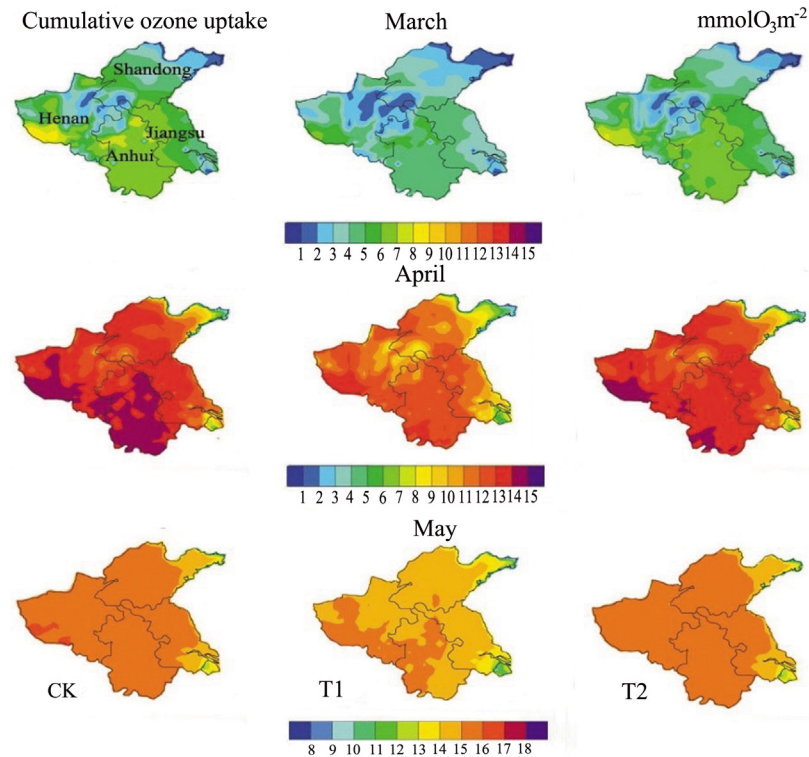 Cumulative ozone uptake March mmolO₃m⁻²
Shandong
Henan
Jiangsu
Anhui
1 2 3 4 5 6 7 8 9 10 11 12 13 14 15
April
1 2 3 4 5 6 7 8 9 10 11 12 13 14 15
May
CK T1 T2
8 9 10 11 12 13 14 15 16 17 18